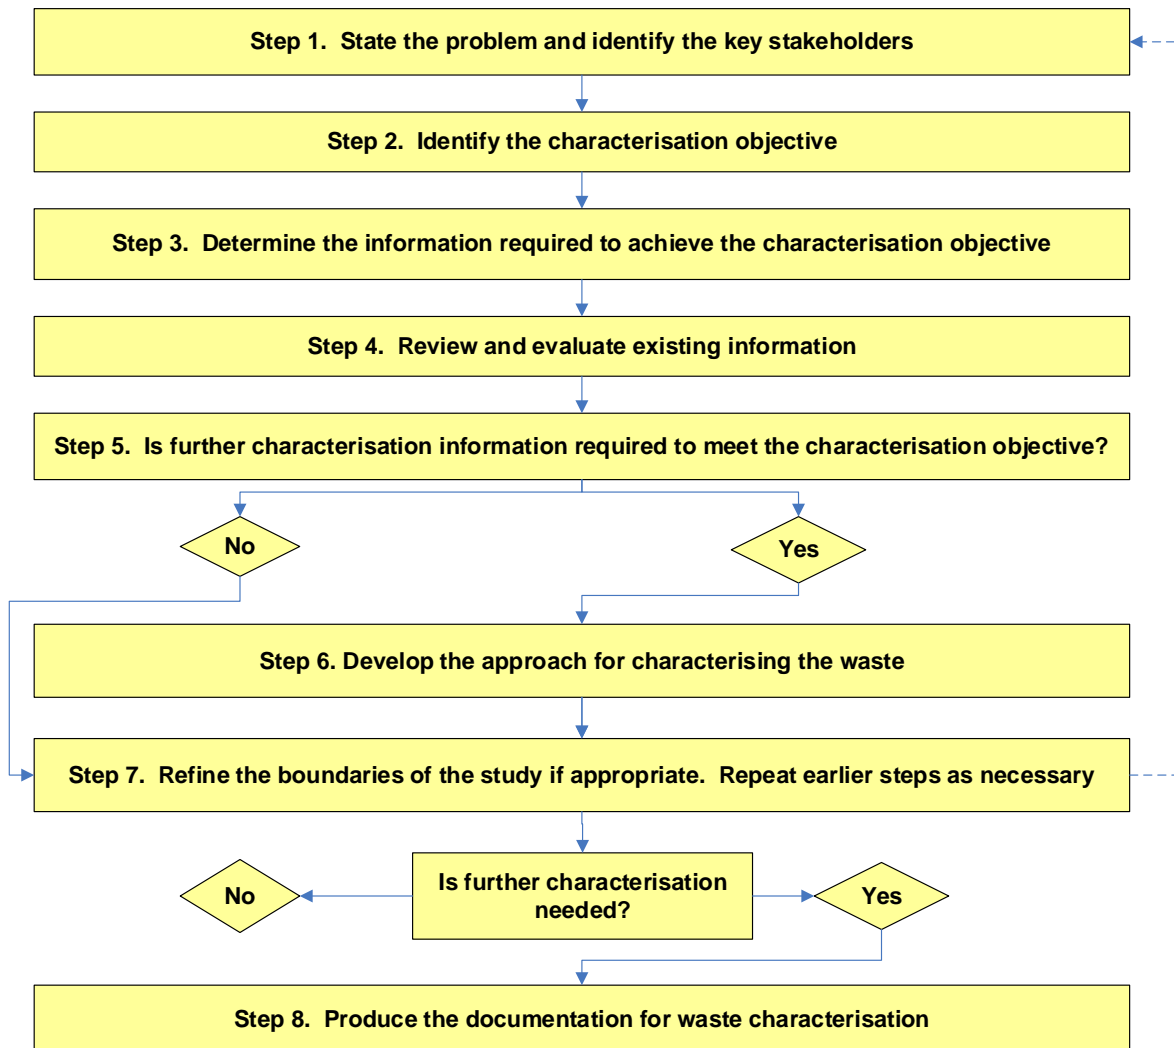 Step 1.  State the problem and identify the key stakeholders
Step 2.  Identify the characterisation objective
Step 3.  Determine the information required to achieve the characterisation objective
Step 4.  Review and evaluate existing information
Step 5.  Is further characterisation information required to meet the characterisation objective?
No
Yes
Step 6. Develop the approach for characterising the waste
Step 7.  Refine the boundaries of the study if appropriate.  Repeat earlier steps as necessary
Is further characterisation
needed?
No
Yes
Step 8.  Produce the documentation for waste characterisation